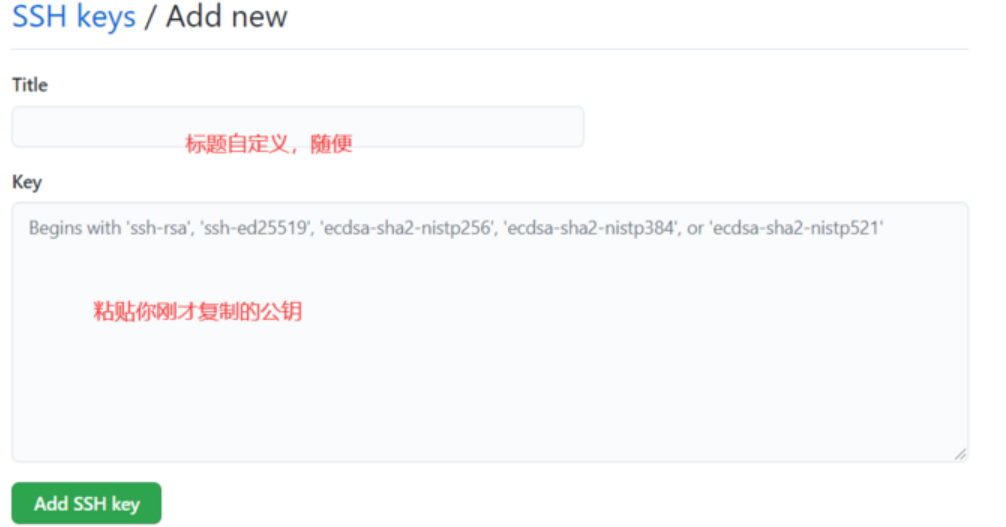 SSH keys / Add new
Title
标题自定义，随便
Key
Begins with 'ssh-rsa', 'ssh-ed25519', 'ecdsa-sha2-nistp256', 'ecdsa-sha2-nistp384', or 'ecdsa-sha2-nistp521'
粘贴你刚才复制的公钥
Add SSH key